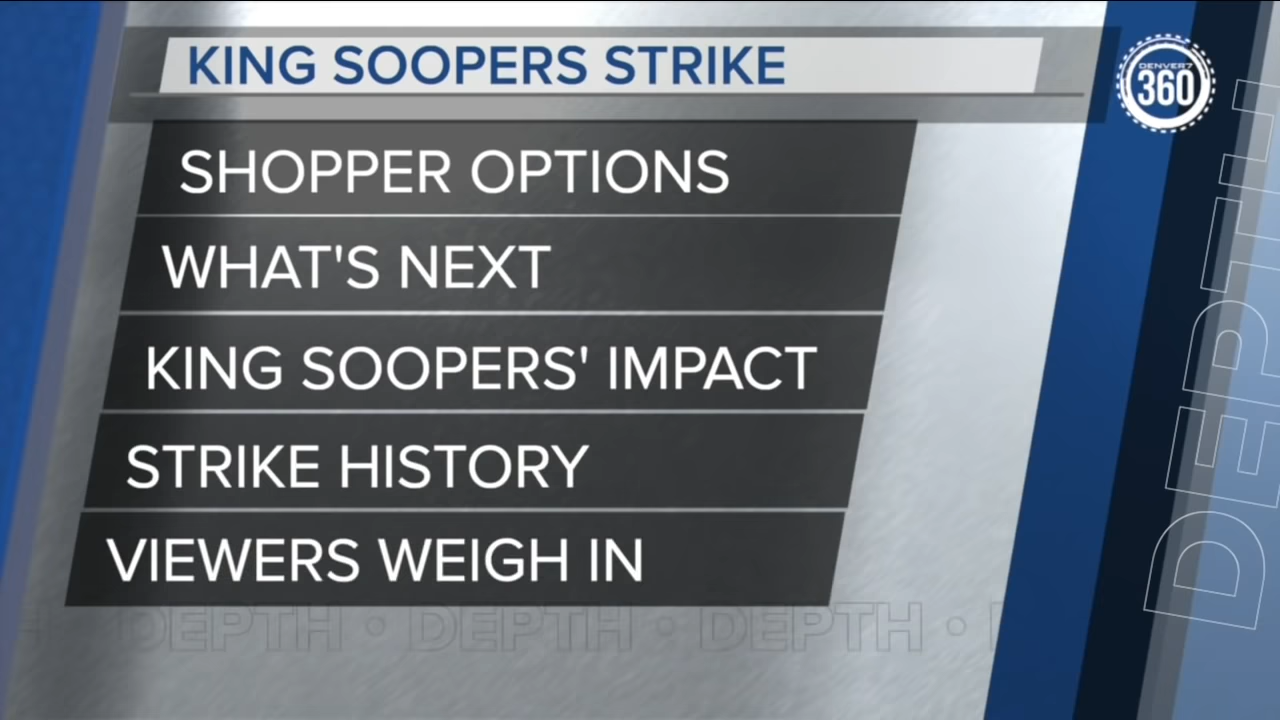 KING SOOPERS STRIKE
DENVER7
360
SHOPPER OPTIONS
WHAT'S NEXT
KING SOOPERS' IMPACT
STRIKE HISTORY
VIEWERS WEIGH IN
DEPTH • DEPTH • DEPTH •
DEPTH